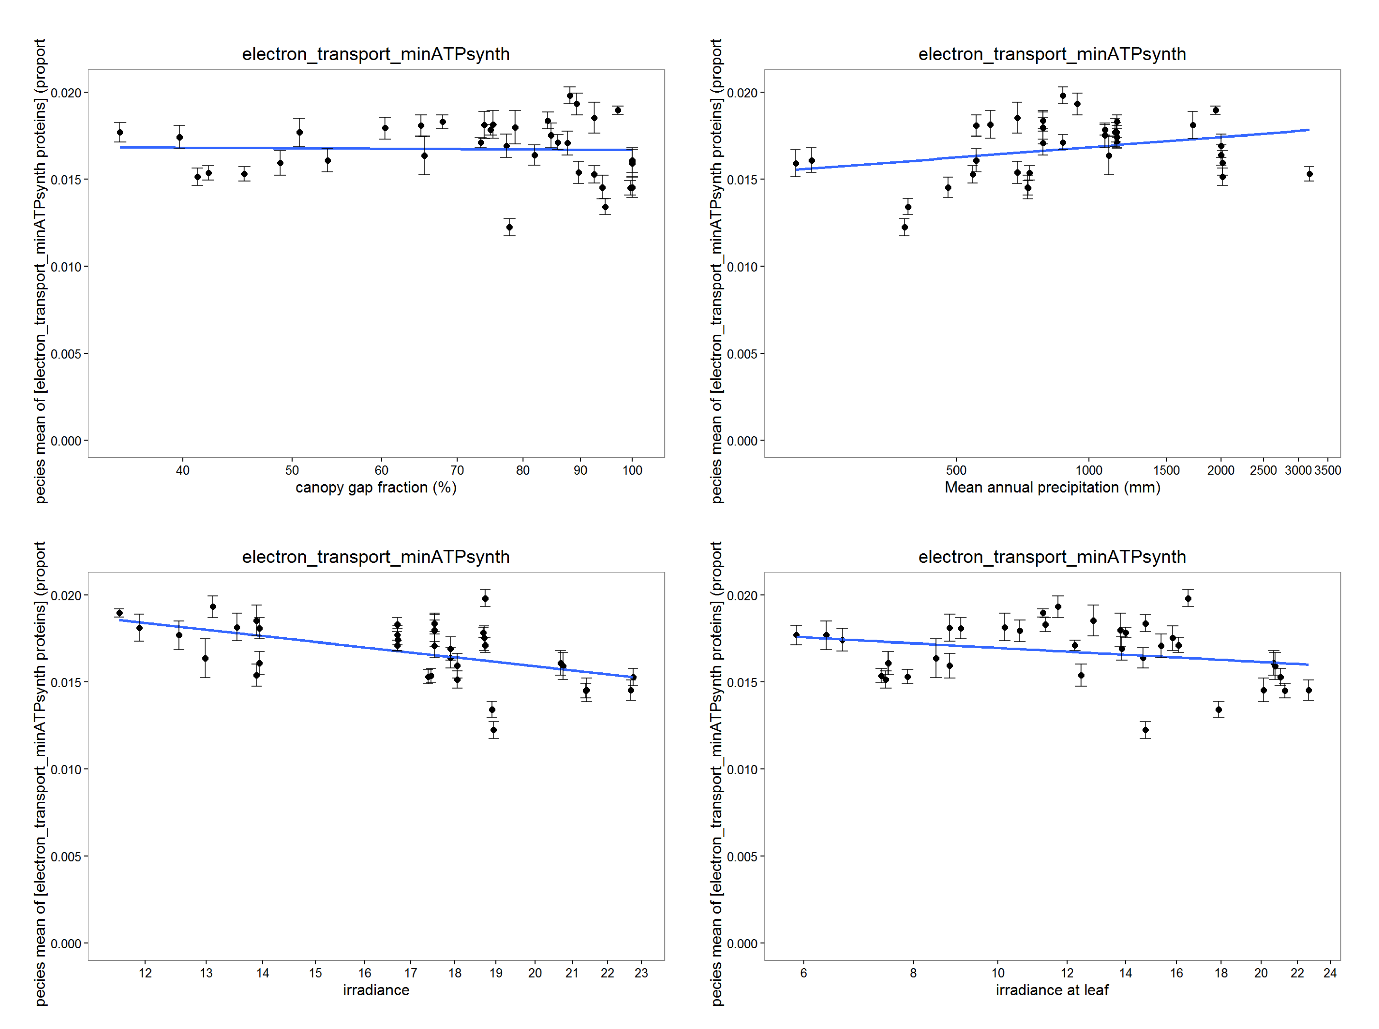 electron_transport_minATPsynth
pecies mean of [electron_transport_minATPsynth proteins] (proport
0.020
0.015
0.010
0.005
0.000
40 50 60 70 80 90 100
canopy gap fraction (%)
electron_transport_minATPsynth
pecies mean of [electron_transport_minATPsynth proteins] (proport
0.020
0.015
0.010
0.005
0.000
500 1000 1500 2000 2500 3000 3500
Mean annual precipitation (mm)
electron_transport_minATPsynth
pecies mean of [electron_transport_minATPsynth proteins] (proport
0.020
0.015
0.010
0.005
0.000
12 13 14 15 16 17 18 19 20 21 22 23
irradiance
electron_transport_minATPsynth
pecies mean of [electron_transport_minATPsynth proteins] (proport
0.020
0.015
0.010
0.005
0.000
6 8 10 12 14 16 18 20 22 24
irradiance at leaf